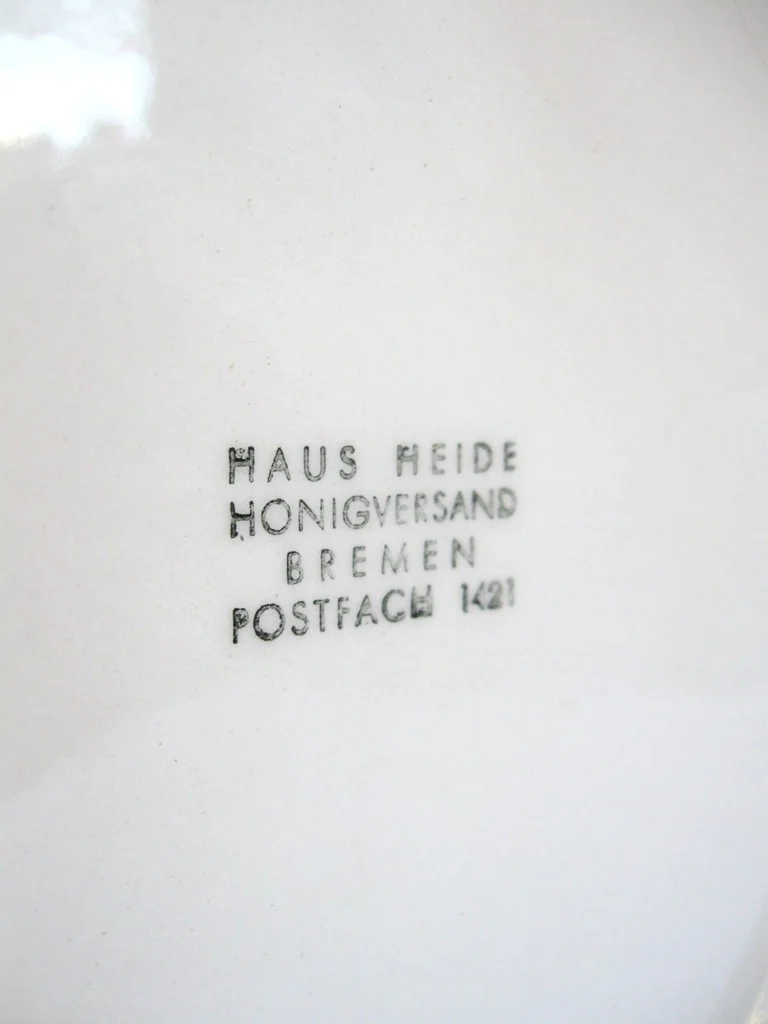 HAUS HEIDE
HONIGVERSAND
BREMEN
POSTFACH 1421